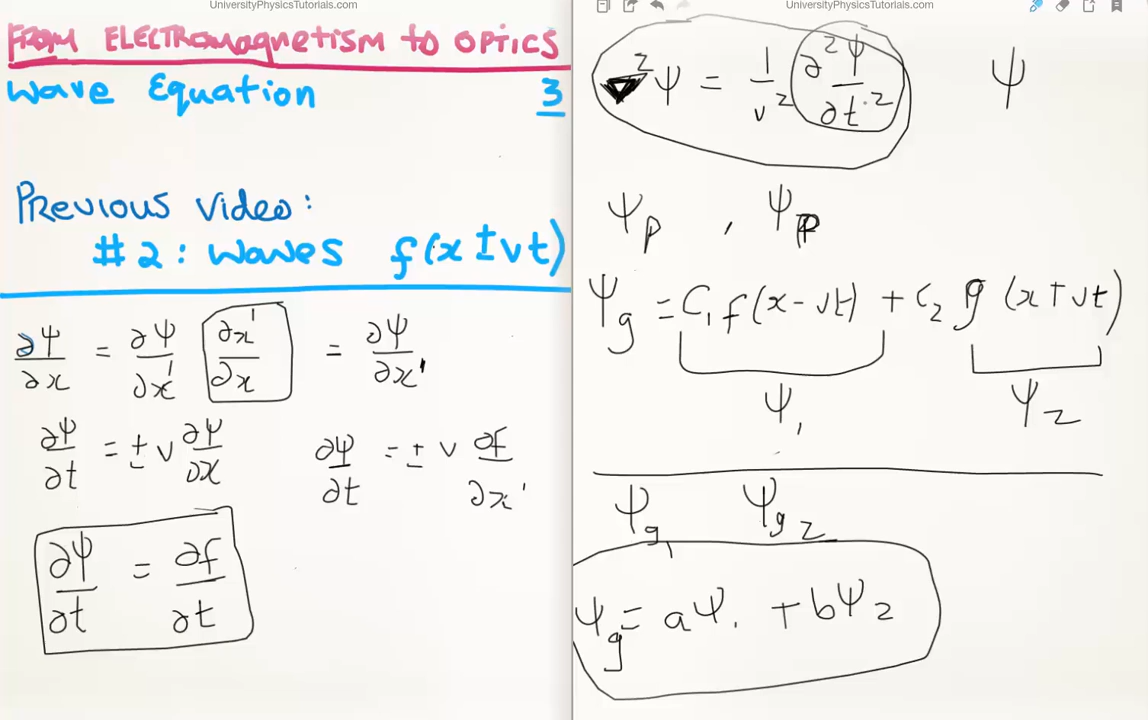 UniversityPhysicsTutorials.com
FROM ELECTROMAGNETISM to OPTICS
Wave Equation 3
Previous Video:
#2: Waves f(x ± vt)
∂Ψ/∂x = ∂Ψ/∂x' ∂x'/∂x = ∂Ψ/∂x'
∂Ψ/∂t = ± v ∂Ψ/∂x ∂Ψ/∂t = ± v ∂f/∂x'
∂Ψ/∂t = ∂f/∂t
UniversityPhysicsTutorials.com
▼²Ψ = 1/v² ∂²Ψ/∂t² Ψ
Ψp , Ψp
Ψg = C₁f(x - vt) + C₂ g (x + vt)
Ψ₁ Ψ₂
Ψg₁ Ψg₂
Ψg = aΨ₁ + bΨ₂